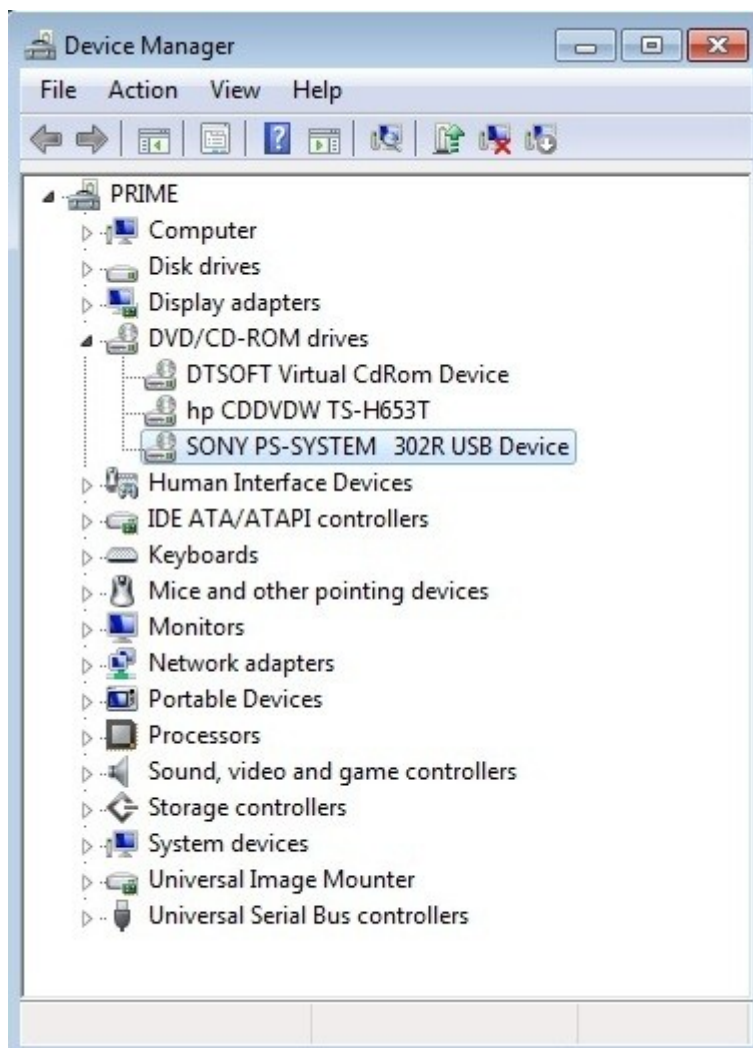 Device Manager
File Action View Help
PRIME
Computer
Disk drives
Display adapters
DVD/CD-ROM drives
DTSOFT Virtual CdRom Device
hp CDDVDW TS-H653T
SONY PS-SYSTEM   302R USB Device
Human Interface Devices
IDE ATA/ATAPI controllers
Keyboards
Mice and other pointing devices
Monitors
Network adapters
Portable Devices
Processors
Sound, video and game controllers
Storage controllers
System devices
Universal Image Mounter
Universal Serial Bus controllers